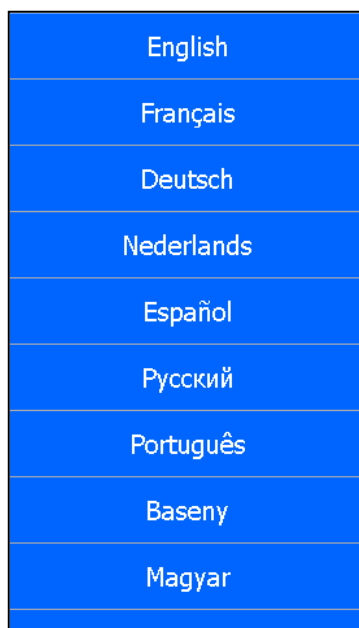 English
Français
Deutsch
Nederlands
Español
Русский
Português
Baseny
Magyar